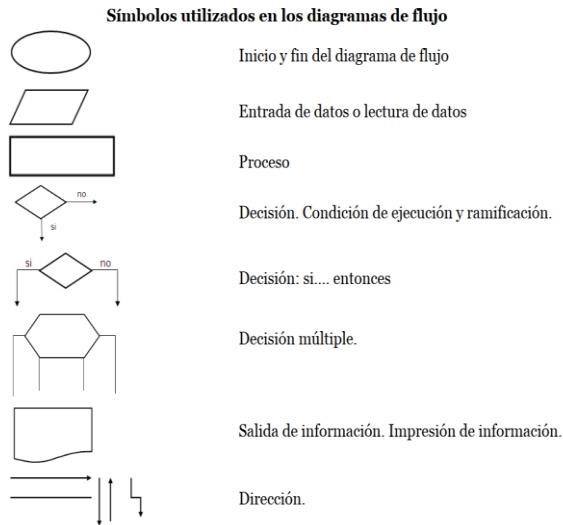 Símbolos utilizados en los diagramas de flujo
Inicio y fin del diagrama de flujo
Entrada de datos o lectura de datos
Proceso
no
si
Decisión. Condición de ejecución y ramificación.
si
no
Decisión: si.... entonces
Decisión múltiple.
Salida de información. Impresión de información.
Dirección.